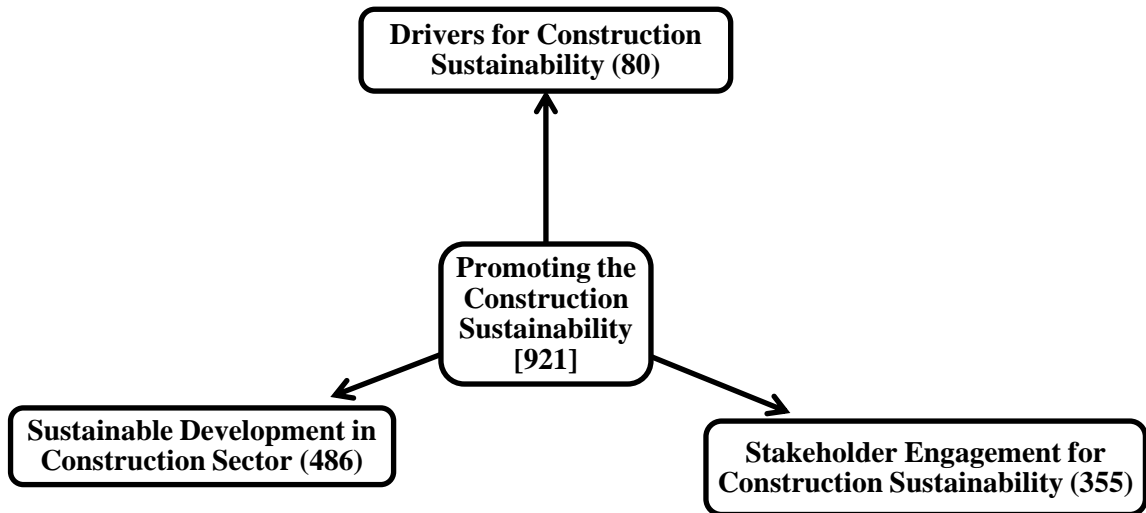 Drivers for Construction
Sustainability (80)
Promoting the
Construction
Sustainability
[921]
Sustainable Development in
Construction Sector (486)
Stakeholder Engagement for
Construction Sustainability (355)